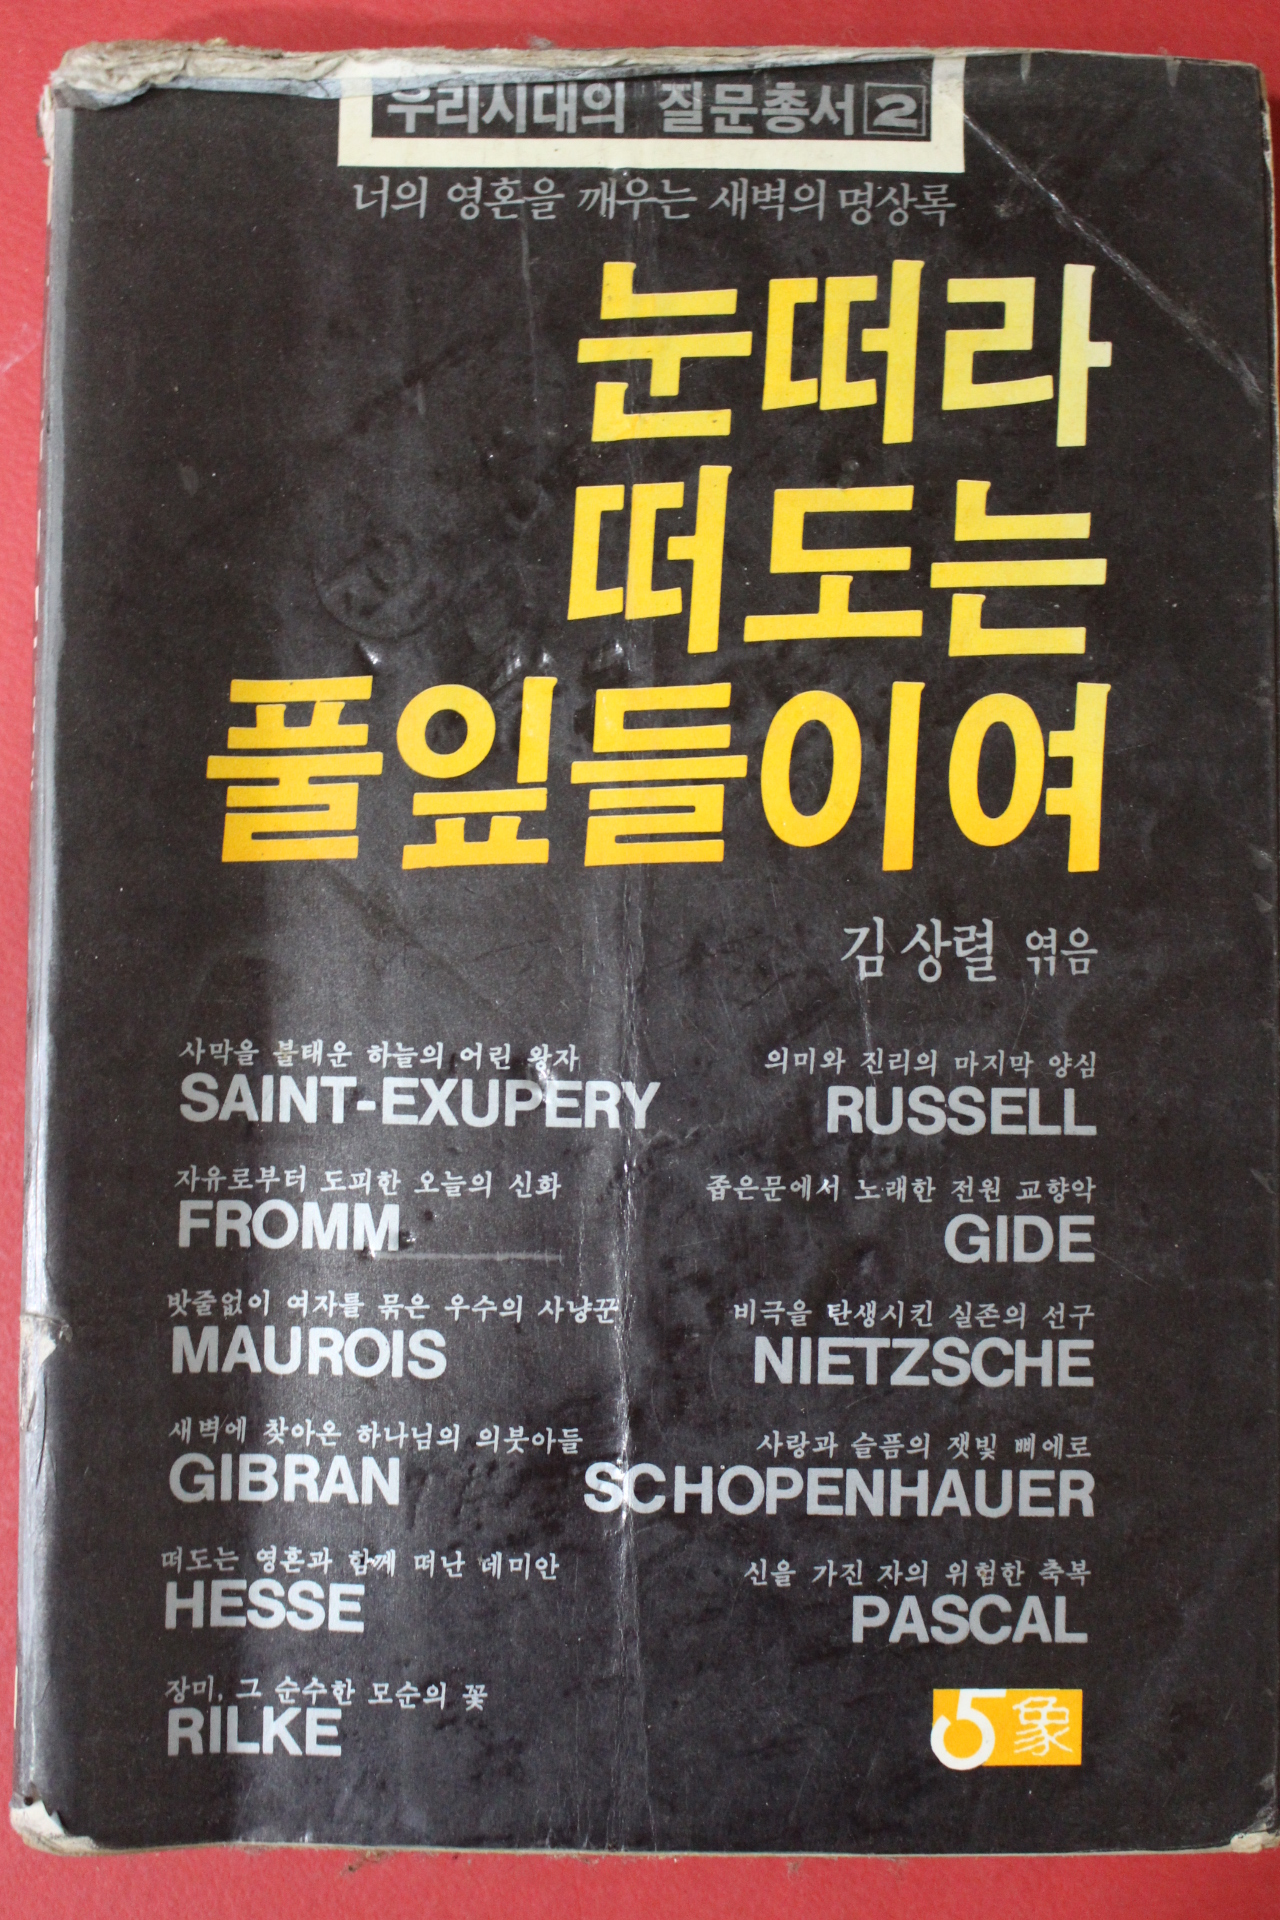 우리시대의 질문총서 2
너의 영혼을 깨우는 새벽의 명상록
눈떠라
떠도는
풀잎들이여
김상렬 엮음
사막을 불태운 하늘의 어린 왕자
SAINT-EXUPERY
자유로부터 도피한 오늘의 신화
FROMM
밧줄없이 여자를 묶은 우수의 사냥꾼
MAUROIS
새벽에 찾아온 하나님의 의붓아들
GIBRAN
떠도는 영혼과 함께 떠난 데미안
HESSE
장미, 그 순수한 모순의 꽃
RILKE
의미와 진리의 마지막 양심
RUSSELL
좁은문에서 노래한 전원 교향악
GIDE
비극을 탄생시킨 실존의 선구
NIETZSCHE
사랑과 슬픔의 잿빛 삐에로
SCHOPENHAUER
신을 가진 자의 위험한 축복
PASCAL
5象